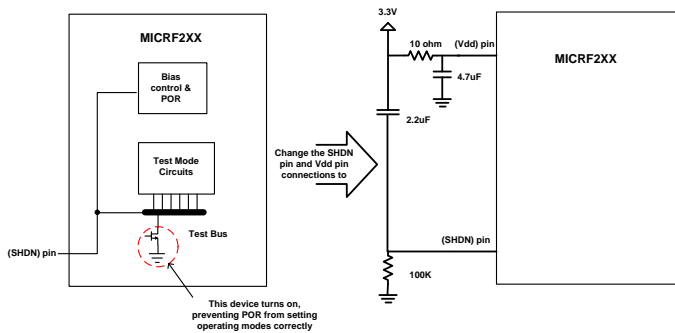 MICRF2XX
Bias
control &
POR
Test Mode
Circuits
Test Bus
(SHDN) pin
This device turns on,
preventing POR from setting
operating modes correctly
Change the SHDN
pin and Vdd pin
connections to
3.3V
10 ohm
(Vdd) pin
4.7uF
2.2uF
MICRF2XX
(SHDN) pin
100K